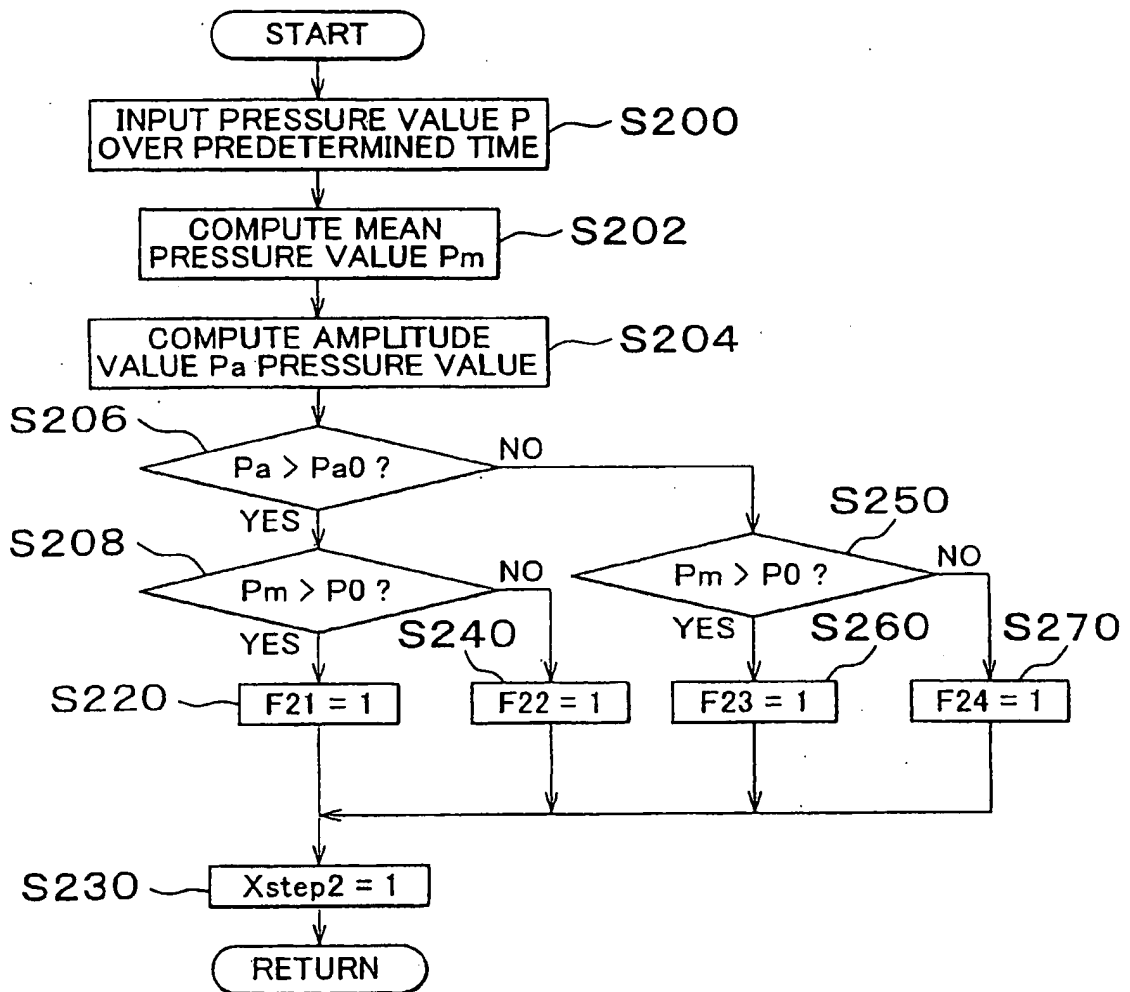 START
INPUT PRESSURE VALUE P
OVER PREDETERMINED TIME
S200
COMPUTE MEAN
PRESSURE VALUE Pm
S202
COMPUTE AMPLITUDE
VALUE Pa PRESSURE VALUE
S204
S206
Pa > Pa0 ?
NO
YES
S250
S208
Pm > P0 ?
NO
Pm > P0 ?
NO
YES
S240
YES
S260
S270
S220
F21 = 1
F22 = 1
F23 = 1
F24 = 1
S230
Xstep2 = 1
RETURN